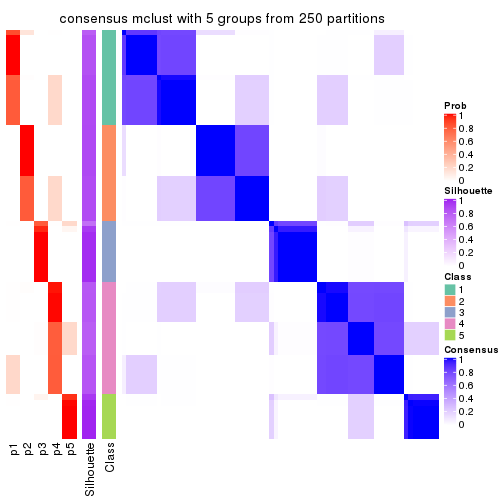 consensus mclust with 5 groups from 250 partitions
Prob
1
0.8
0.6
0.4
0.2
0
Silhouette
1
0.8
0.6
0.4
0.2
0
Class
1
2
3
4
5
Consensus
1
0.8
0.6
0.4
0.2
0
p1
p2
p3
p4
p5
Silhouette
Class